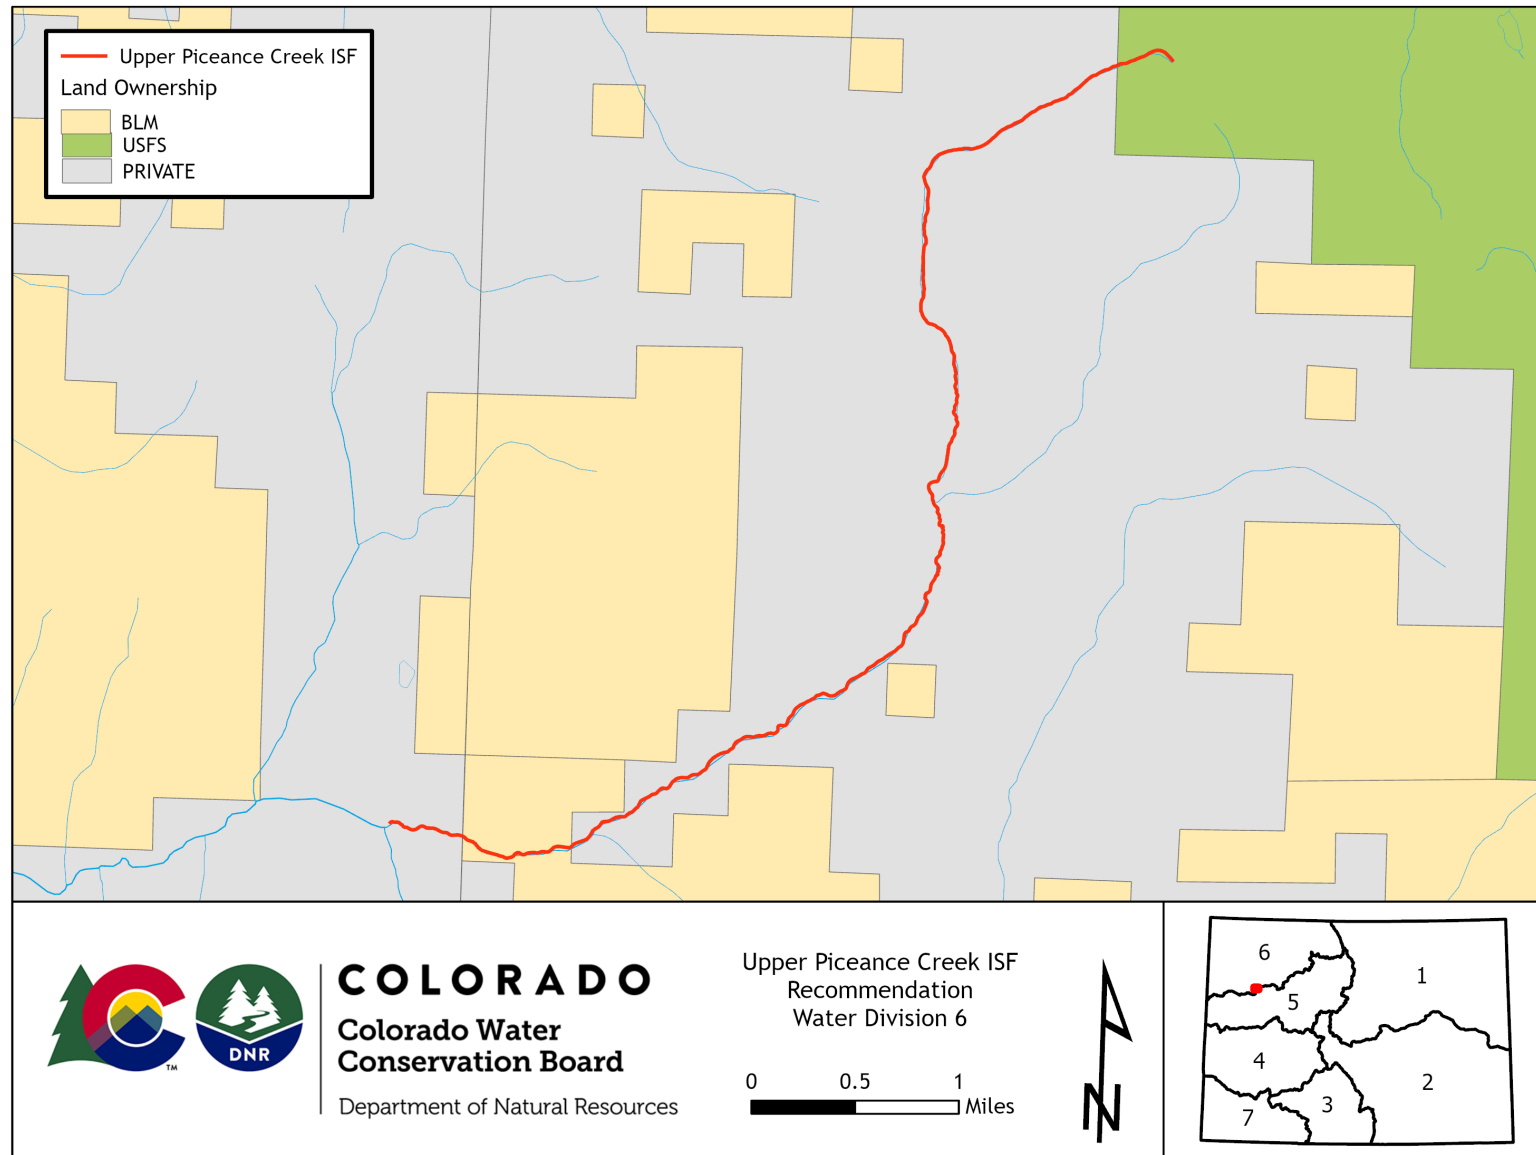 Upper Piceance Creek ISF
Land Ownership
BLM
USFS
PRIVATE
DNR
TM
COLORADO
Colorado Water
Conservation Board
Department of Natural Resources
Upper Piceance Creek ISF
Recommendation
Water Division 6
0 0.5 1
Miles
N
6
1
5
4
2
3
7